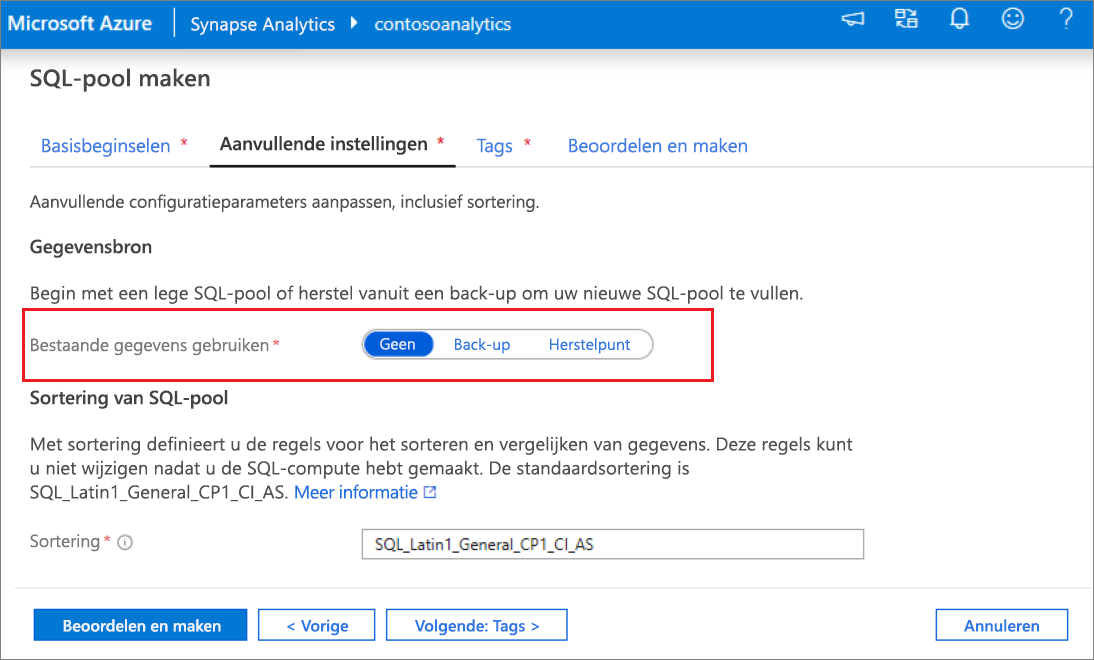 Microsoft Azure Synapse Analytics contosoanalytics ?
SQL-pool maken
Basisbeginselen * Aanvullende instellingen * Tags * Beoordelen en maken
Aanvullende configuratieparameters aanpassen, inclusief sortering.
Gegevensbron
Begin met een lege SQL-pool of herstel vanuit een back-up om uw nieuwe SQL-pool te vullen.
Bestaande gegevens gebruiken * Geen Back-up Herstelpunt
Sortering van SQL-pool
Met sortering definieert u de regels voor het sorteren en vergelijken van gegevens. Deze regels kunt
u niet wijzigen nadat u de SQL-compute hebt gemaakt. De standaardsortering is
SQL_Latin1_General_CP1_CI_AS. Meer informatie
Sortering * SQL_Latin1_General_CP1_CI_AS
Beoordelen en maken < Vorige Volgende: Tags > Annuleren